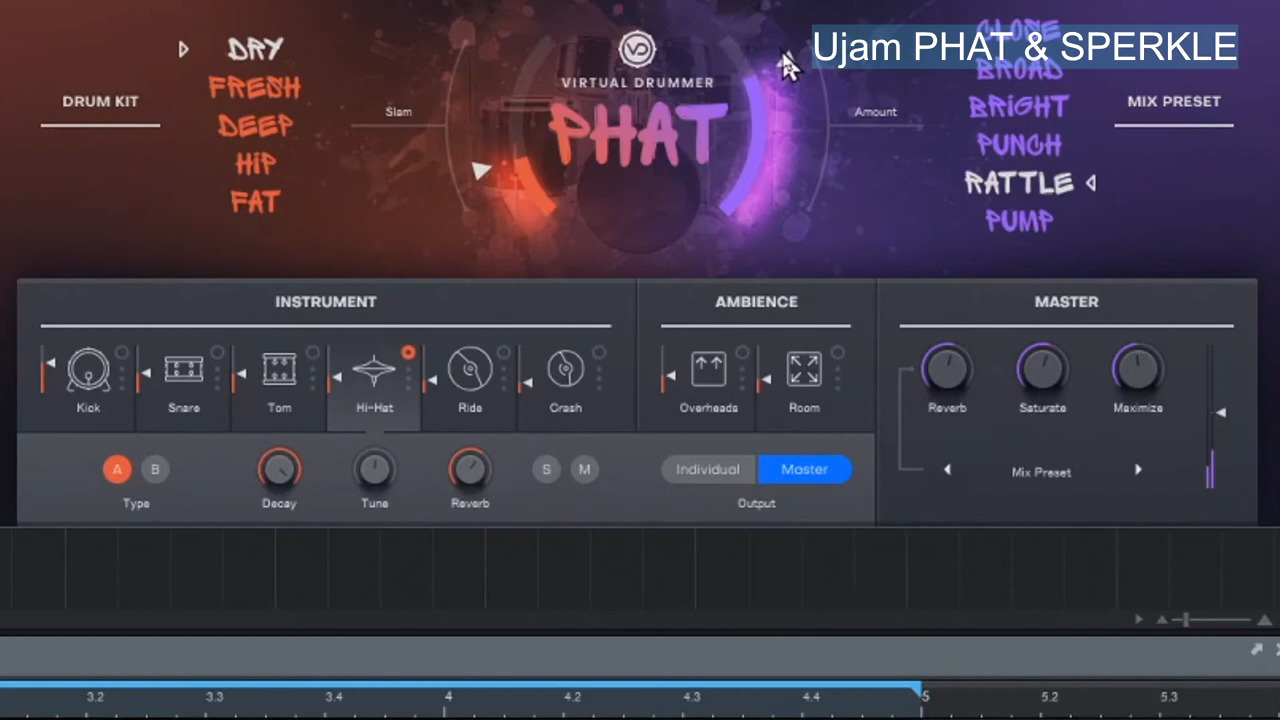 Ujam PHAT & SPERKLE
DRUM KIT
DRY
FRESH
DEEP
HiP
FAT
Slam
VD
VIRTUAL DRUMMER
PHAT
Amount
CLOSE
BROAD
BRiGHT
PUNCH
RATTLE
PUMP
MIX PRESET
INSTRUMENT
Kick
Snare
Tom
Hi-Hat
Ride
Crash
A B
Type
Decay
Tune
Reverb
S M
AMBIENCE
Overheads
Room
Individual Master
Output
MASTER
Reverb
Saturate
Maximize
Mix Preset
3.2 3.3 3.4 4 4.2 4.3 4.4 5 5.2 5.3